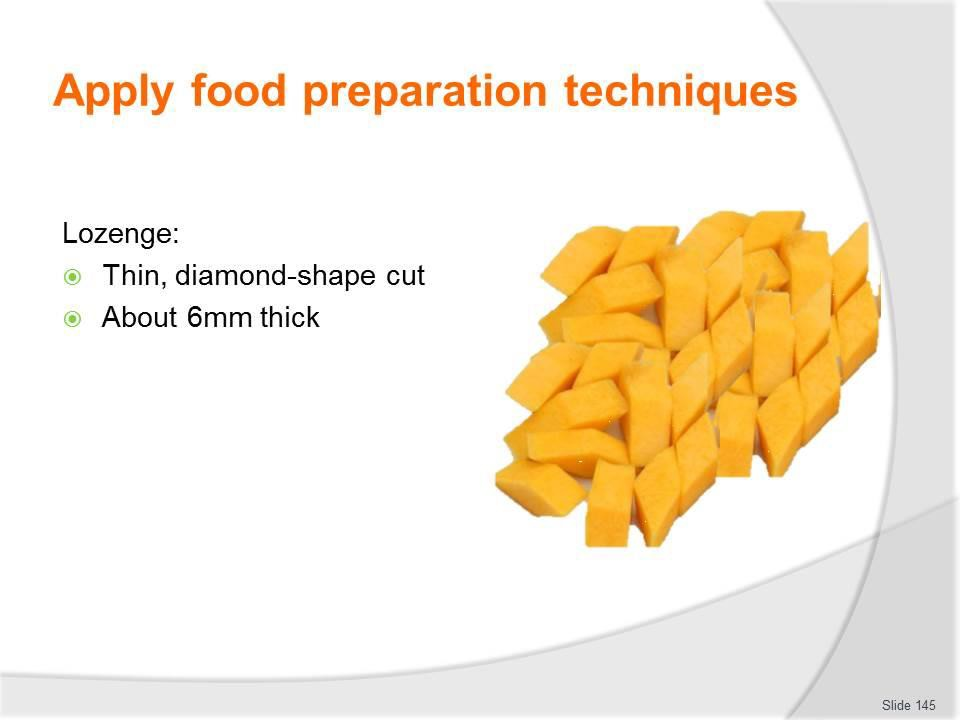 Apply food preparation techniques
Lozenge:
Thin, diamond-shape cut
About 6mm thick
Slide 145